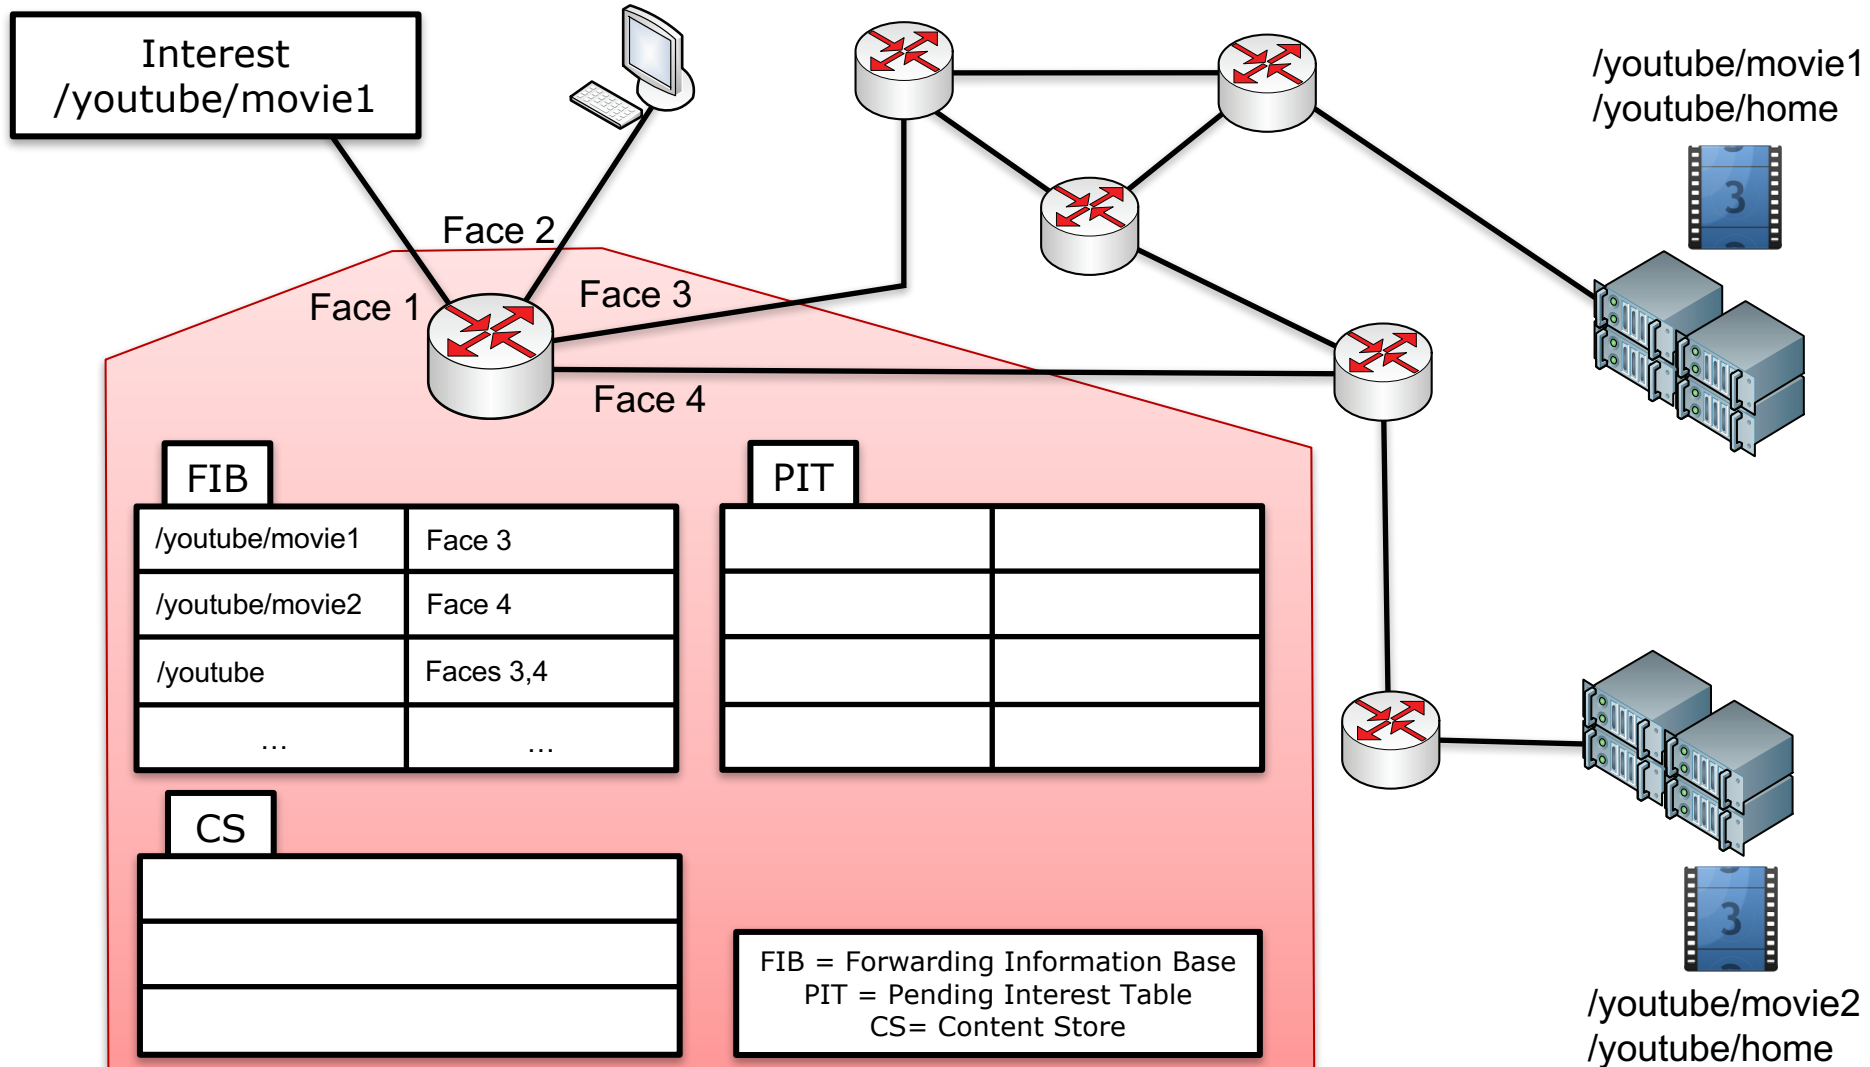 Interest
/youtube/movie1
/youtube/movie1
/youtube/home
3
Face 2
Face 1
Face 3
Face 4
FIB
/youtube/movie1 Face 3
/youtube/movie2 Face 4
/youtube Faces 3,4
... ...
PIT
CS
FIB = Forwarding Information Base
PIT = Pending Interest Table
CS= Content Store
3
/youtube/movie2
/youtube/home